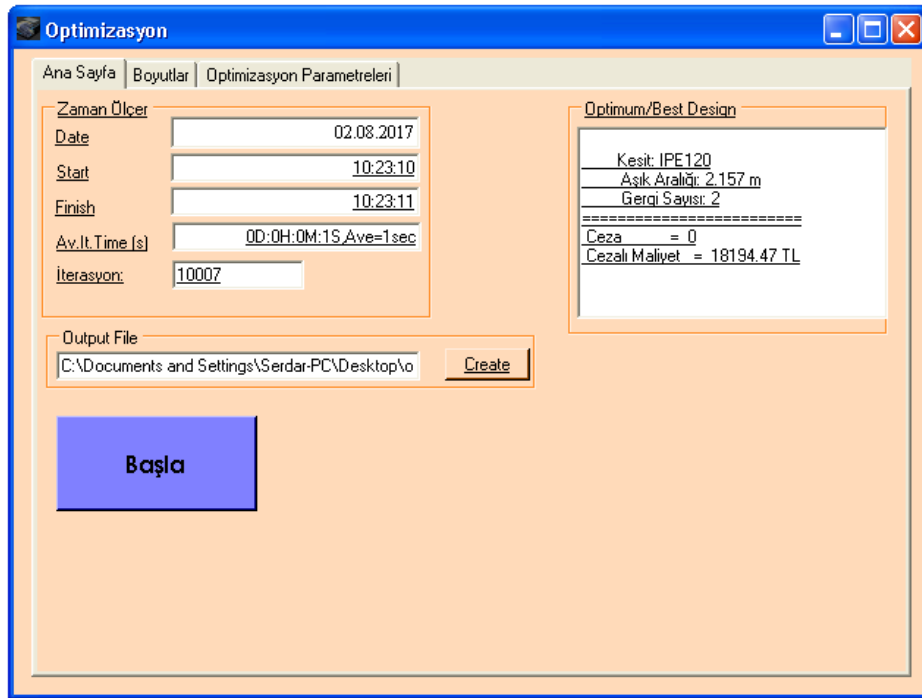 Optimizasyon
Ana Sayfa Boyutlar Optimizasyon Parametreleri
Zaman Ölçer
Date 02.08.2017
Start 10:23:10
Finish 10:23:11
Av.It.Time (s) 0D:0H:0M:1S,Ave=1sec
İterasyon: 10007
Optimum/Best Design
Kesit: IPE120
Aşık Aralığı: 2.157 m
Gergi Sayısı: 2
=========================
Ceza = 0
Cezalı Maliyet = 18194.47 TL
Output File
C:\Documents and Settings\Serdar-PC\Desktop\o Create
Başla